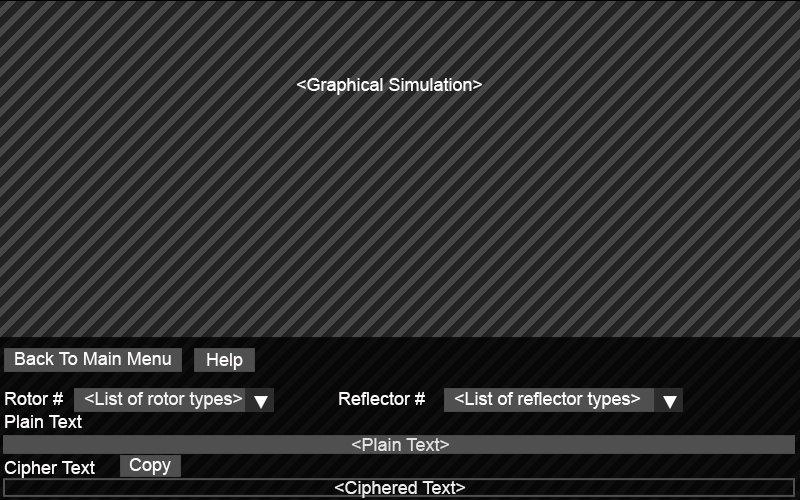 <Graphical Simulation>
Back To Main Menu Help
Rotor # <List of rotor types> ▼ Reflector # <List of reflector types> ▼
Plain Text
<Plain Text>
Cipher Text Copy
<Ciphered Text>